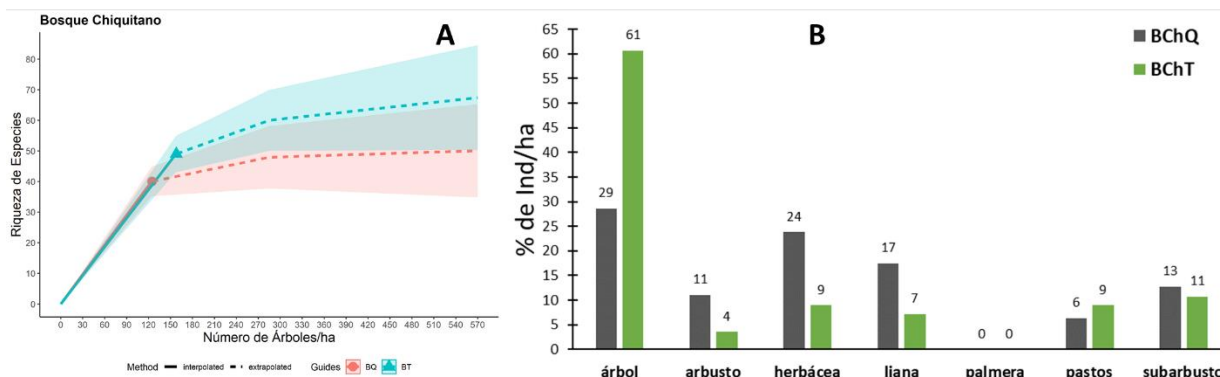 Bosque Chiquitano
A
Riqueza de Especies
80
70
60
50
40
30
20
10
0
0 30 60 90 120 150 180 210 240 270 300 330 360 390 420 450 480 510 540 570
Número de Árboles/ha
Method interpolated extrapolated Guides BQ BT
B
BChQ
BChT
% de Ind/ha
65
60
55
50
45
40
35
30
25
20
15
10
5
0
29 61
11 4
24 9
17 7
0 0
6 9
13 11
árbol arbusto herbácea liana palmera pastos subarbusto